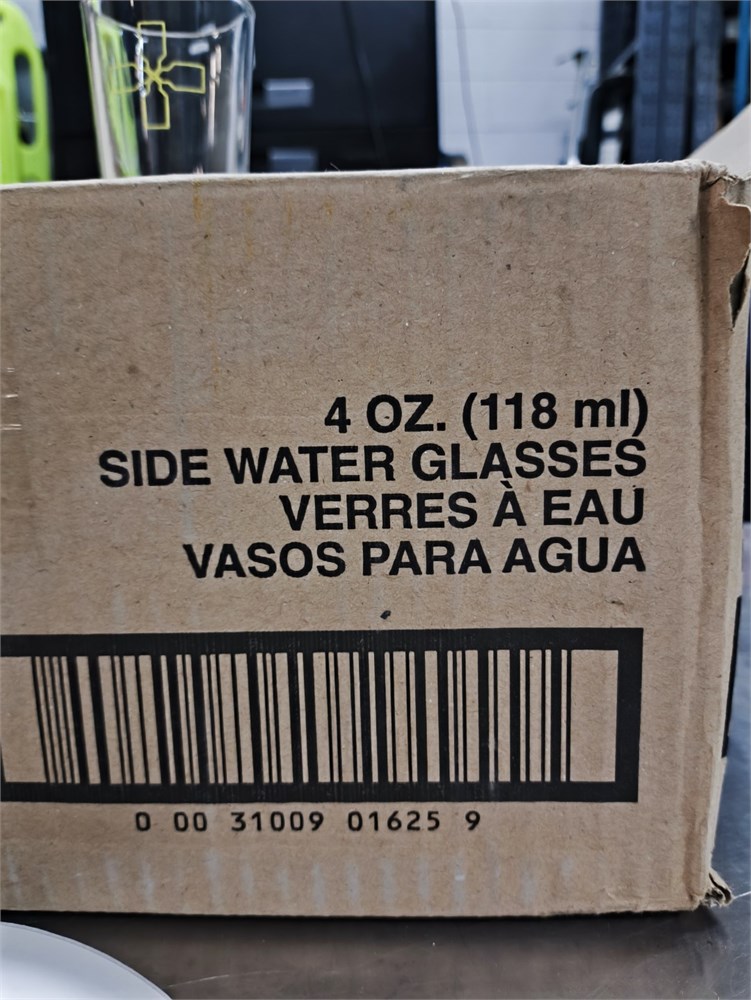 4 OZ. (118 ml)
SIDE WATER GLASSES
VERRES À EAU
VASOS PARA AGUA
0 00 31009 01625 9